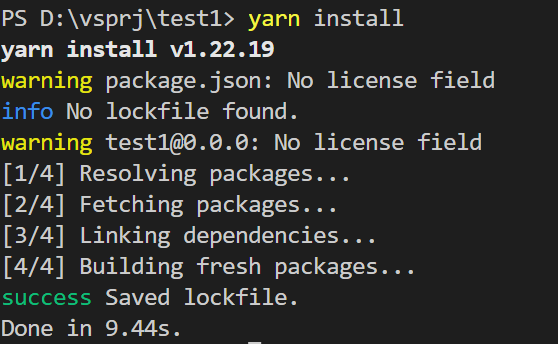 PS D:\vsprj\test1> yarn install
yarn install v1.22.19
warning package.json: No license field
info No lockfile found.
warning test1@0.0.0: No license field
[1/4] Resolving packages...
[2/4] Fetching packages...
[3/4] Linking dependencies...
[4/4] Building fresh packages...
success Saved lockfile.
Done in 9.44s.